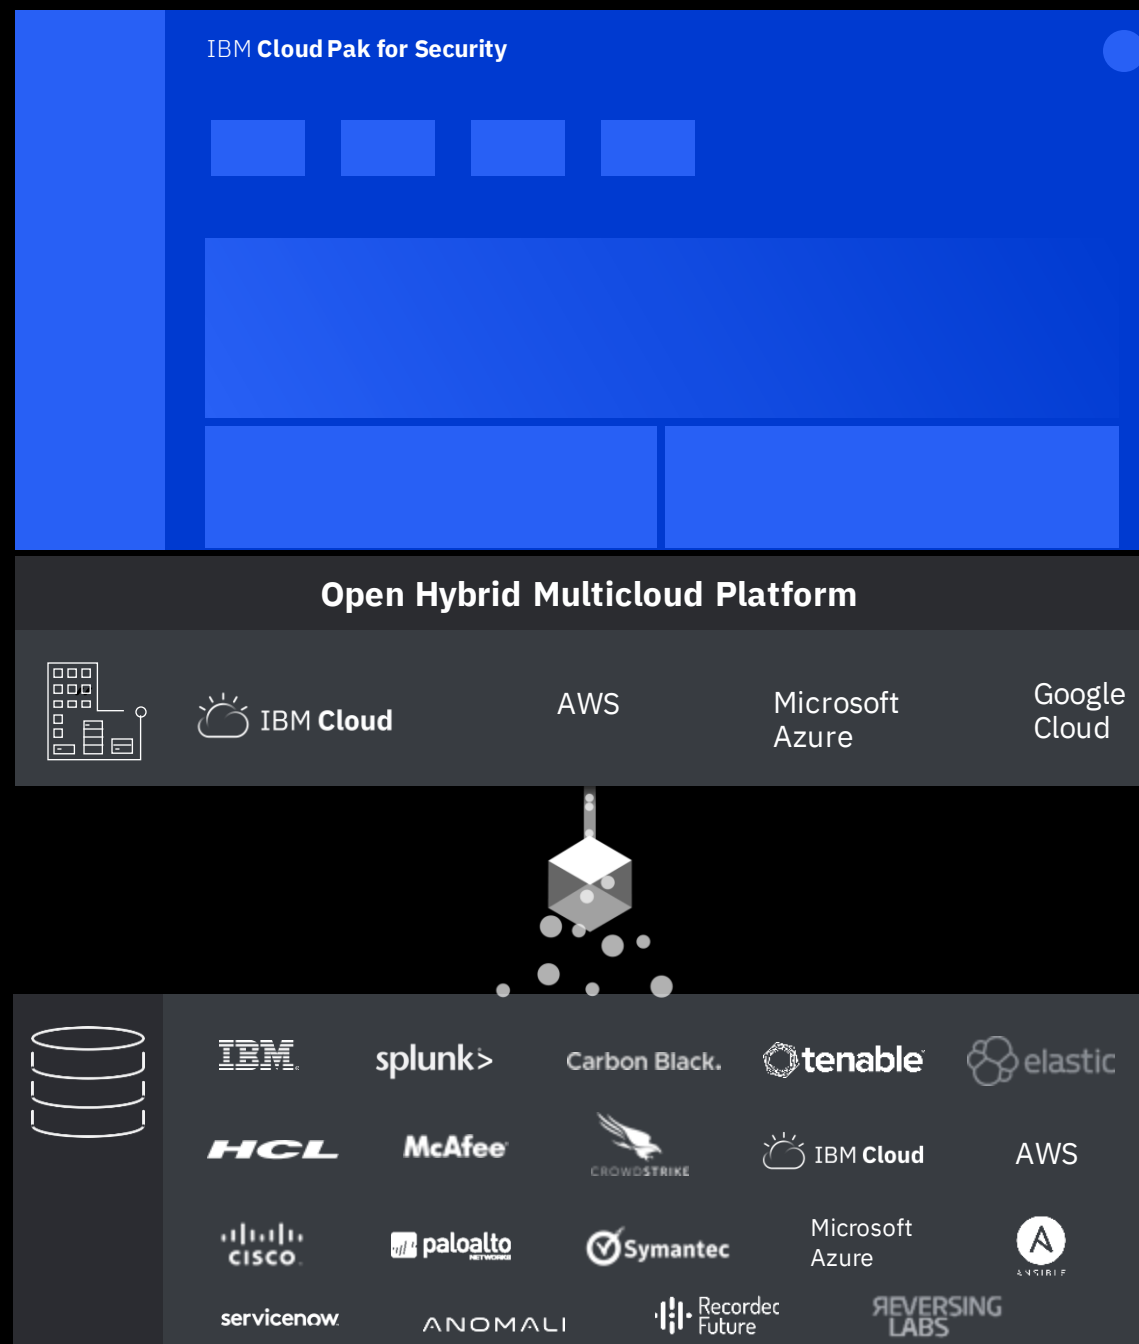 IBM Cloud Pak for Security
Open Hybrid Multicloud Platform
IBM Cloud
AWS
Microsoft
Azure
Google
Cloud
IBM
splunk>
Carbon Black.
tenable
elastic
HCL
McAfee
CROWDSTRIKE
IBM Cloud
AWS
CISCO
paloalto
NETWORKS
Symantec
Microsoft
Azure
ANSIBLE
servicenow
ANOMALI
Recorded
Future
REVERSING
LABS